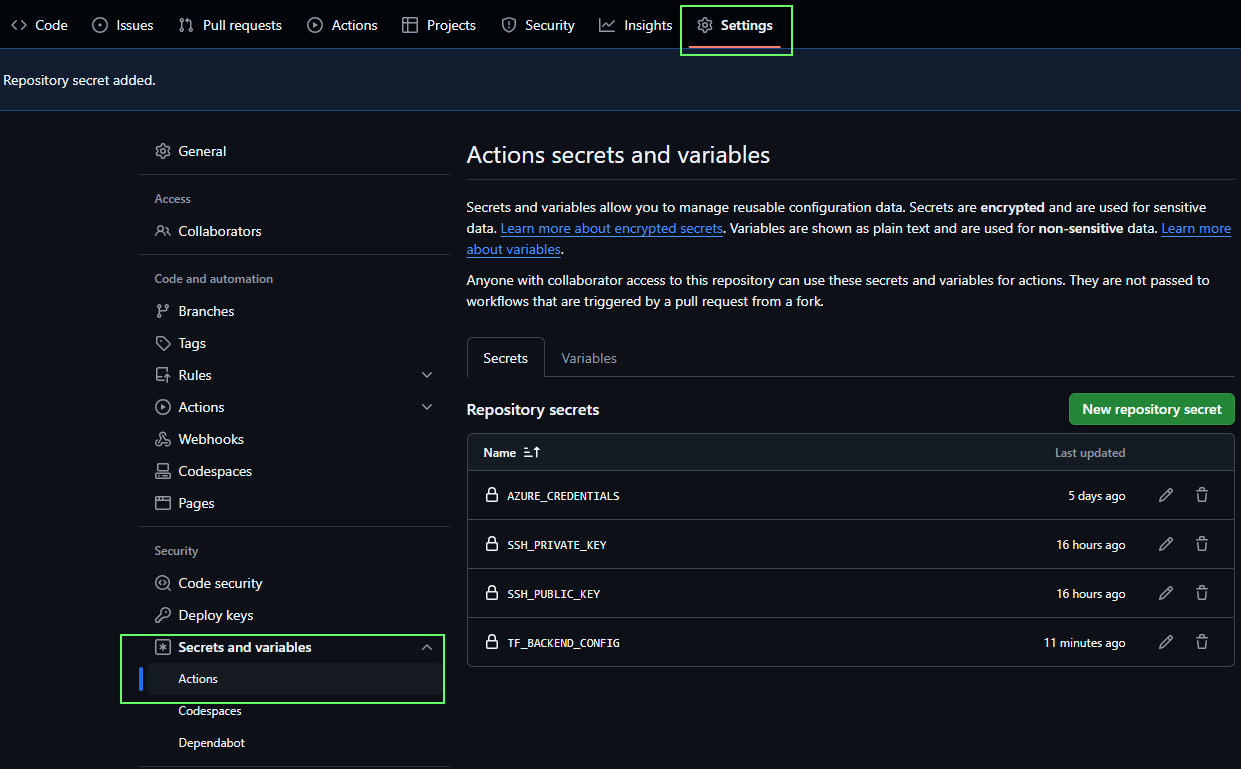 Code Issues Pull requests Actions Projects Security Insights Settings
Repository secret added.
General
Access
Collaborators
Code and automation
Branches
Tags
Rules
Actions
Webhooks
Codespaces
Pages
Security
Code security
Deploy keys
Secrets and variables
Actions
Codespaces
Dependabot
Actions secrets and variables
Secrets and variables allow you to manage reusable configuration data. Secrets are encrypted and are used for sensitive
data. Learn more about encrypted secrets. Variables are shown as plain text and are used for non-sensitive data. Learn more
about variables.
Anyone with collaborator access to this repository can use these secrets and variables for actions. They are not passed to
workflows that are triggered by a pull request from a fork.
Secrets Variables
Repository secrets New repository secret
Name Last updated
AZURE_CREDENTIALS 5 days ago
SSH_PRIVATE_KEY 16 hours ago
SSH_PUBLIC_KEY 16 hours ago
TF_BACKEND_CONFIG 11 minutes ago